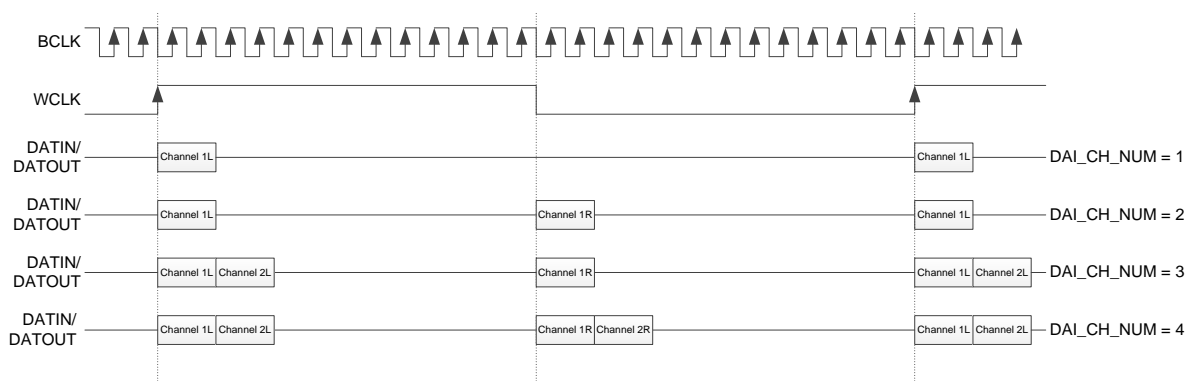 BCLK
WCLK
DATIN/
DATOUT
Channel 1L
Channel 1L
DAI_CH_NUM = 1
DATIN/
DATOUT
Channel 1L
Channel 1R
Channel 1L
DAI_CH_NUM = 2
DATIN/
DATOUT
Channel 1L
Channel 2L
Channel 1R
Channel 1L
Channel 2L
DAI_CH_NUM = 3
DATIN/
DATOUT
Channel 1L
Channel 2L
Channel 1R
Channel 2R
Channel 1L
Channel 2L
DAI_CH_NUM = 4